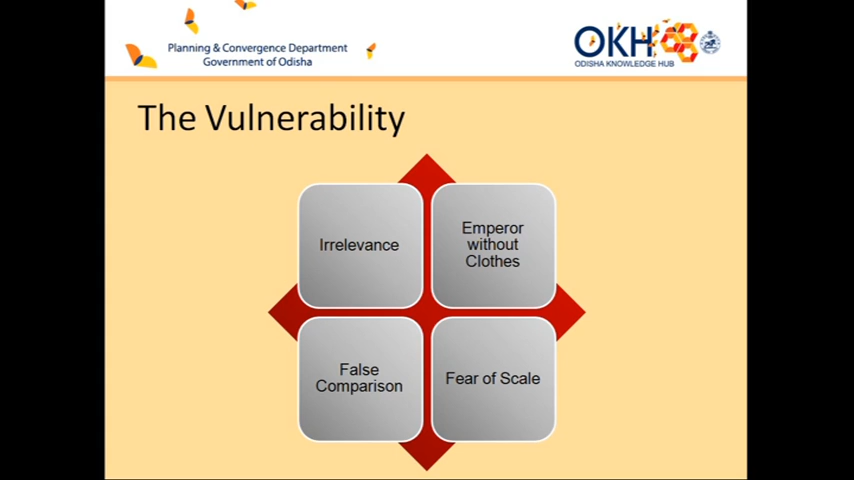 Planning & Convergence Department
Government of Odisha
OKH
ODISHA KNOWLEDGE HUB
The Vulnerability
Irrelevance
Emperor
without
Clothes
False
Comparison
Fear of Scale